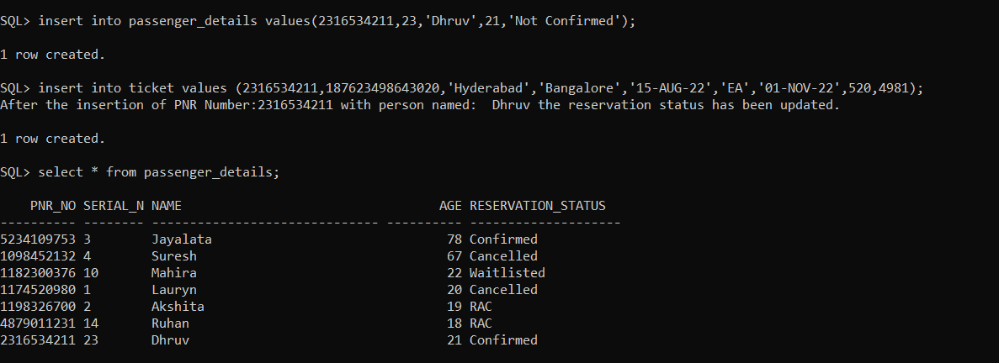 SQL> insert into passenger_details values(2316534211,23,'Dhruv',21,'Not Confirmed');
1 row created.
SQL> insert into ticket values (2316534211,187623498643020,'Hyderabad','Bangalore','15-AUG-22','EA','01-NOV-22',520,4981);
After the insertion of PNR Number:2316534211 with person named:  Dhruv the reservation status has been updated.
1 row created.
SQL> select * from passenger_details;
    PNR_NO SERIAL_N NAME                                  AGE RESERVATION_STATUS
---------- -------- ------------------------------ ---------- --------------------
5234109753 3        Jayalata                               78 Confirmed
1098452132 4        Suresh                                 67 Cancelled
1182300376 10       Mahira                                 22 Waitlisted
1174520980 1        Lauryn                                 20 Cancelled
1198326700 2        Akshita                                19 RAC
4879011231 14       Ruhan                                  18 RAC
2316534211 23       Dhruv                                  21 Confirmed